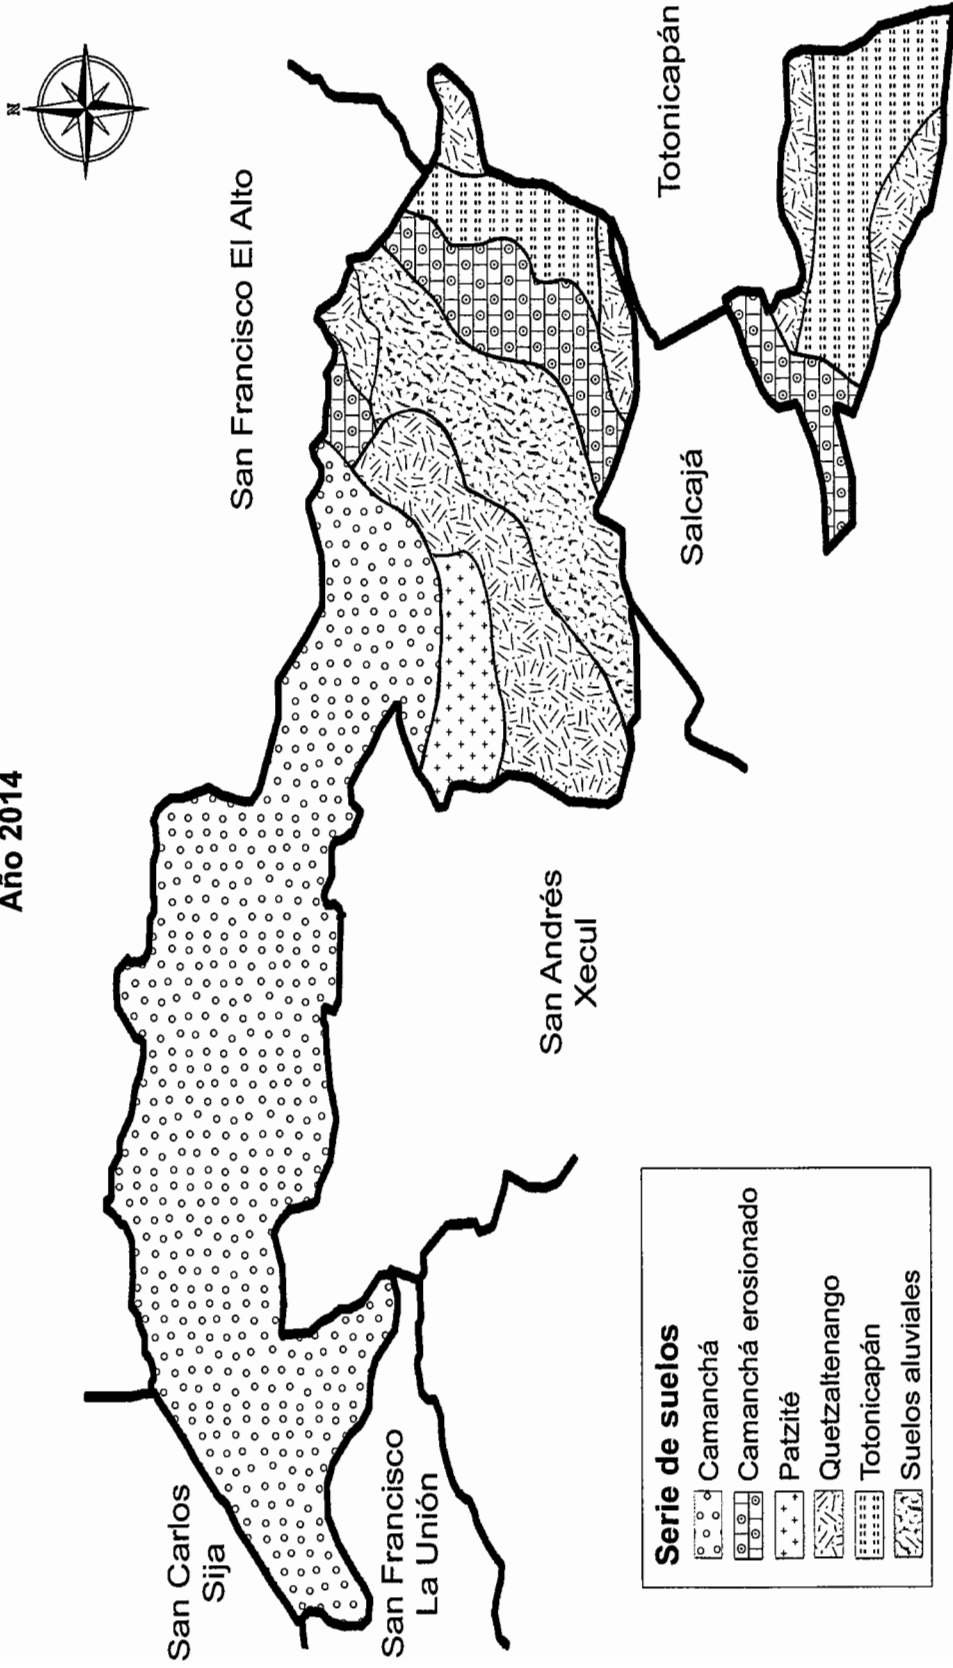 Año 2014
N
San Francisco El Alto
Totonicapán
San Carlos
Sija
San Francisco
La Unión
San Andrés
Xecul
Salcajá
Serie de suelos
Camanchá
Camanchá erosionado
Patzité
Quetzaltenango
Totonicapán
Suelos aluviales